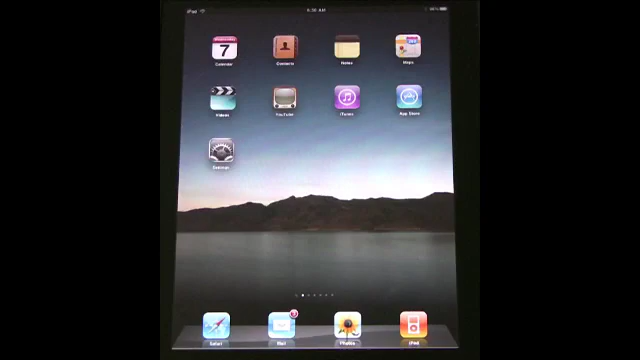 iPad
Calendar Contacts Notes Maps
7
Videos YouTube iTunes App Store
Settings
Safari Mail Photos iPod